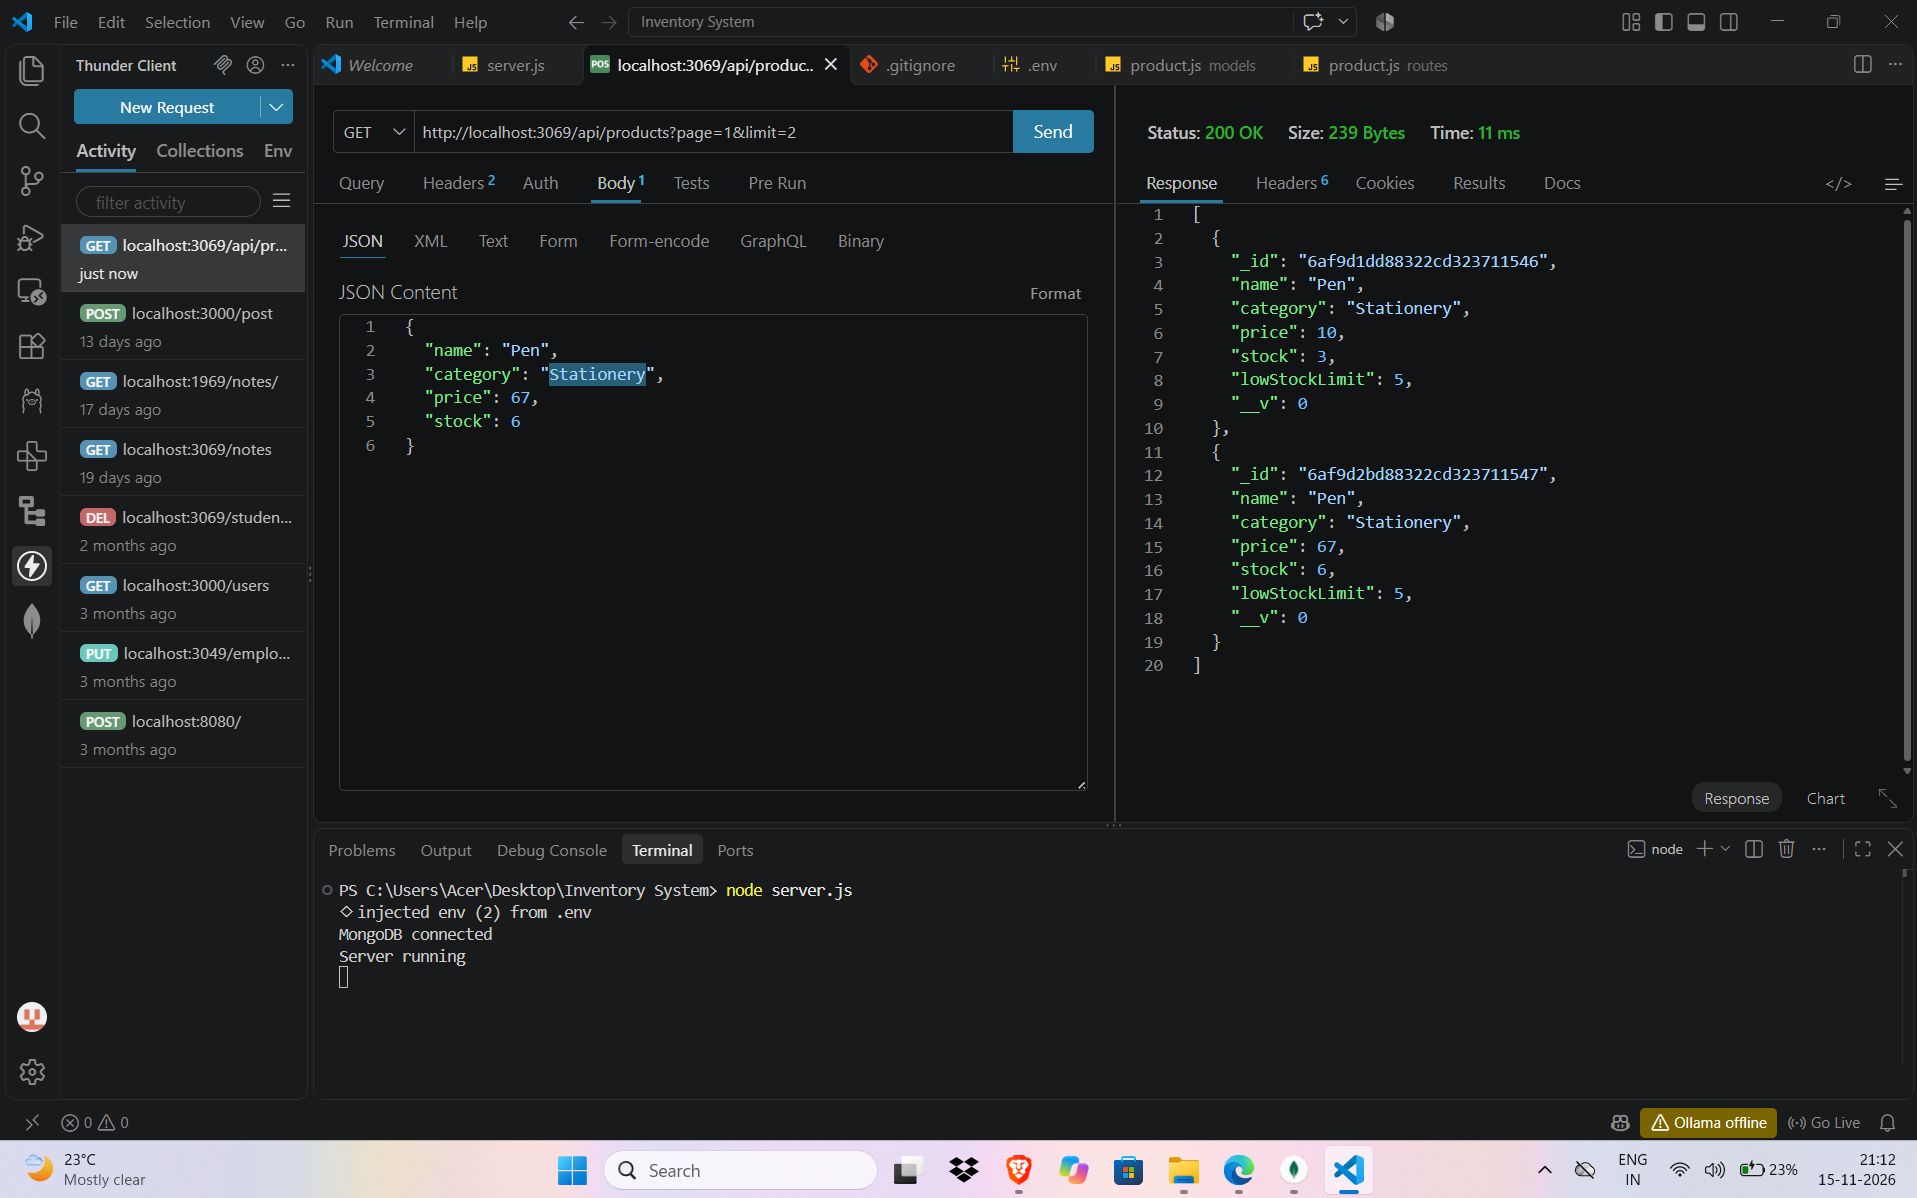 File Edit Selection View Go Run Terminal Help
Inventory System
Thunder Client
New Request
Activity Collections Env
filter activity
GET localhost:3069/api/pr...
just now
POST localhost:3000/post
13 days ago
GET localhost:1969/notes/
17 days ago
GET localhost:3069/notes
19 days ago
DEL localhost:3069/studen...
2 months ago
GET localhost:3000/users
3 months ago
PUT localhost:3049/emplo...
3 months ago
POST localhost:8080/
3 months ago
Welcome
JS server.js
POS localhost:3069/api/produc..
.gitignore
.env
JS product.js models
JS product.js routes
GET http://localhost:3069/api/products?page=1&limit=2 Send
Query Headers 2 Auth Body 1 Tests Pre Run
JSON XML Text Form Form-encode GraphQL Binary
JSON Content Format
1 {
2 "name": "Pen",
3 "category": "Stationery",
4 "price": 67,
5 "stock": 6
6 }
Status: 200 OK Size: 239 Bytes Time: 11 ms
Response Headers 6 Cookies Results Docs </>
1 [
2 {
3 "_id": "6af9d1dd88322cd323711546",
4 "name": "Pen",
5 "category": "Stationery",
6 "price": 10,
7 "stock": 3,
8 "lowStockLimit": 5,
9 "__v": 0
10 },
11 {
12 "_id": "6af9d2bd88322cd323711547",
13 "name": "Pen",
14 "category": "Stationery",
15 "price": 67,
16 "stock": 6,
17 "lowStockLimit": 5,
18 "__v": 0
19 }
20 ]
Response Chart
Problems Output Debug Console Terminal Ports
node
PS C:\Users\Acer\Desktop\Inventory System> node server.js
◇ injected env (2) from .env
MongoDB connected
Server running
0 0
Ollama offline Go Live
23°C
Mostly clear
Search
ENG
IN
23%
21:12
15-11-2026